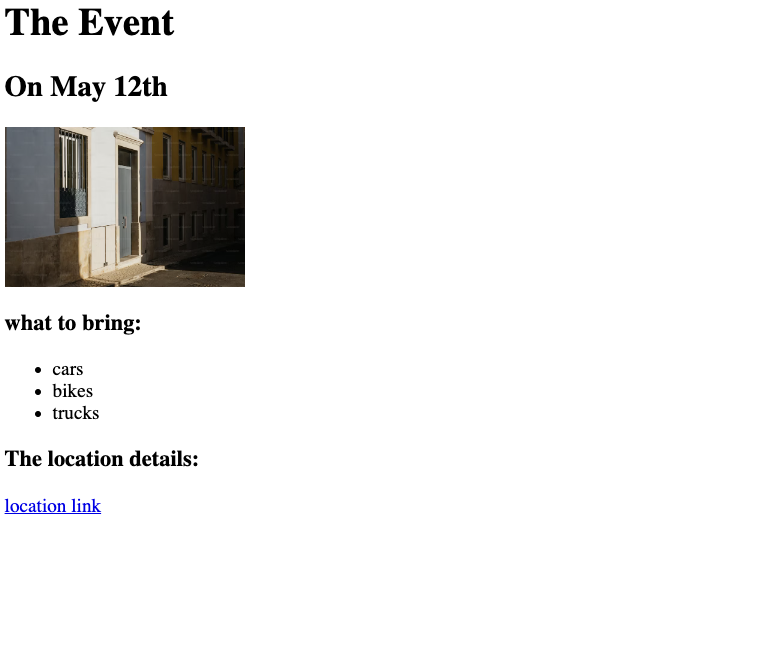 The Event
On May 12th
what to bring:
cars
bikes
trucks
The location details:
location link